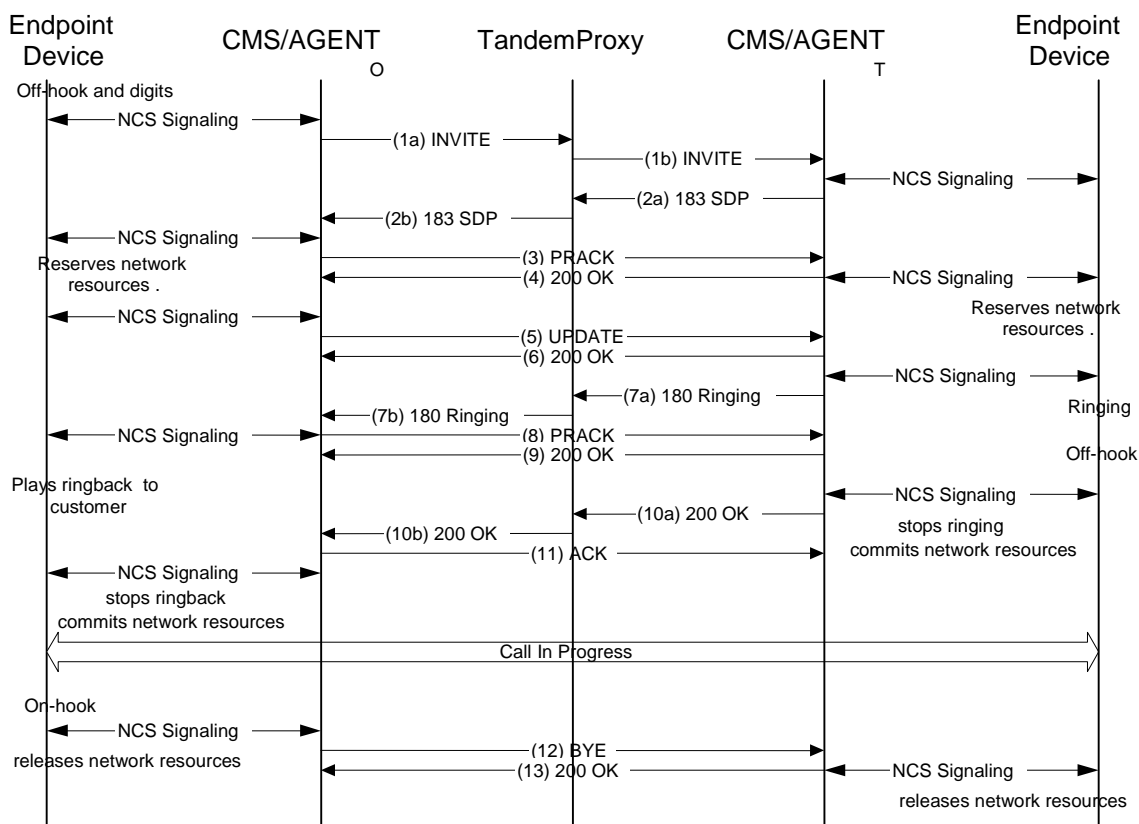 Endpoint
Device
CMS/AGENT
O
TandemProxy
CMS/AGENT
T
Endpoint
Device
Off-hook and digits
NCS Signaling
(1a) INVITE
(1b) INVITE
NCS Signaling
(2a) 183 SDP
(2b) 183 SDP
NCS Signaling
(3) PRACK
Reserves network
resources .
(4) 200 OK
NCS Signaling
Reserves network
resources .
NCS Signaling
(5) UPDATE
(6) 200 OK
NCS Signaling
(7a) 180 Ringing
Ringing
(7b) 180 Ringing
NCS Signaling
(8) PRACK
(9) 200 OK
Off-hook
Plays ringback to
customer
NCS Signaling
(10a) 200 OK
stops ringing
commits network resources
(10b) 200 OK
(11) ACK
NCS Signaling
stops ringback
commits network resources
Call In Progress
On-hook
NCS Signaling
releases network resources
(12) BYE
(13) 200 OK
NCS Signaling
releases network resources